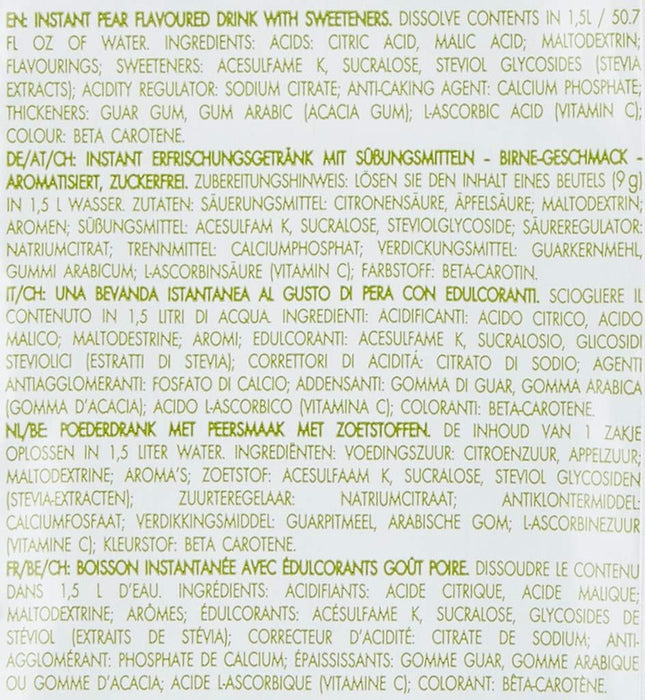 EN: INSTANT PEAR FLAVOURED DRINK WITH SWEETENERS. DISSOLVE CONTENTS IN 1,5L / 50.7
FL OZ OF WATER. INGREDIENTS: ACIDS: CITRIC ACID, MALIC ACID; MALTODEXTRIN;
FLAVOURINGS; SWEETENERS: ACESULFAME K, SUCRALOSE, STEVIOL GLYCOSIDES (STEVIA
EXTRACTS); ACIDITY REGULATOR: SODIUM CITRATE; ANTI-CAKING AGENT: CALCIUM PHOSPHATE;
THICKENERS: GUAR GUM, GUM ARABIC (ACACIA GUM); L-ASCORBIC ACID (VITAMIN C);
COLOUR: BETA CAROTENE.
DE/AT/CH: INSTANT ERFRISCHUNGSGETRÄNK MIT SÜßUNGSMITTELN - BIRNE-GESCHMACK -
AROMATISIERT, ZUCKERFREI. ZUBEREITUNGSHINWEIS: LÖSEN SIE DEN INHALT EINES BEUTELS (9 g)
IN 1,5 L WASSER. ZUTATEN: SÄUERUNGSMITTEL: CITRONENSÄURE, ÄPFELSÄURE; MALTODEXTRIN;
AROMEN; SÜßUNGSMITTEL: ACESULFAM K, SUCRALOSE, STEVIOLGLYCOSIDE; SÄUREREGULATOR:
NATRIUMCITRAT; TRENNMITTEL: CALCIUMPHOSPHAT; VERDICKUNGSMITTEL: GUARKERNMEHL,
GUMMI ARABICUM; L-ASCORBINSÄURE (VITAMIN C); FARBSTOFF: BETA-CAROTIN.
IT/CH: UNA BEVANDA ISTANTANEA AL GUSTO DI PERA CON EDULCORANTI. SCIOGLIERE IL
CONTENUTO IN 1,5 LITRI DI ACQUA. INGREDIENTI: ACIDIFICANTI: ACIDO CITRICO, ACIDO
MALICO; MALTODESTRINE; AROMI; EDULCORANTI: ACESULFAME K, SUCRALOSIO, GLICOSIDI
STEVIOLICI (ESTRATTI DI STEVIA); CORRETTORI DI ACIDITÁ: CITRATO DI SODIO; AGENTI
ANTIAGGLOMERANTI: FOSFATO DI CALCIO; ADDENSANTI: GOMMA DI GUAR, GOMMA ARABICA
(GOMMA D'ACACIA); ACIDO L-ASCORBICO (VITAMINA C); COLORANTI: BETA-CAROTENE.
NL/BE: POEDERDRANK MET PEERSMAAK MET ZOETSTOFFEN. DE INHOUD VAN 1 ZAKJE
OPLOSSEN IN 1,5 LITER WATER. INGREDIËNTEN: VOEDINGSZUUR: CITROENZUUR, APPELZUUR;
MALTODEXTRINE; AROMA'S; ZOETSTOF: ACESULFAAM K, SUCRALOSE, STEVIOL GLYCOSIDEN
(STEVIA-EXTRACTEN); ZUURTEREGELAAR: NATRIUMCITRAAT; ANTIKLONTERMIDDEL:
CALCIUMFOSFAAT; VERDIKKINGSMIDDEL: GUARPITMEEL, ARABISCHE GOM; L-ASCORBINEZUUR
(VITAMINE C); KLEURSTOF: BETA CAROTENE.
FR/BE/CH: BOISSON INSTANTANÉE AVEC ÉDULCORANTS GOÛT POIRE. DISSOUDRE LE CONTENU
DANS 1,5 L D'EAU. INGRÉDIENTS: ACIDIFIANTS: ACIDE CITRIQUE, ACIDE MALIQUE;
MALTODEXTRINE; ARÔMES; ÉDULCORANTS: ACÉSULFAME K, SUCRALOSE, GLYCOSIDES DE
STÉVIOL (EXTRAITS DE STÉVIA); CORRECTEUR D'ACIDITÉ: CITRATE DE SODIUM; ANTI-
AGGLOMÉRANT: PHOSPHATE DE CALCIUM; ÉPAISSISSANTS: GOMME GUAR, GOMME ARABIQUE
OU GOMME D'ACACIA; ACIDE L-ASCORBIQUE (VITAMINE C); COLORANT: BÊTA-CAROTÈNE.